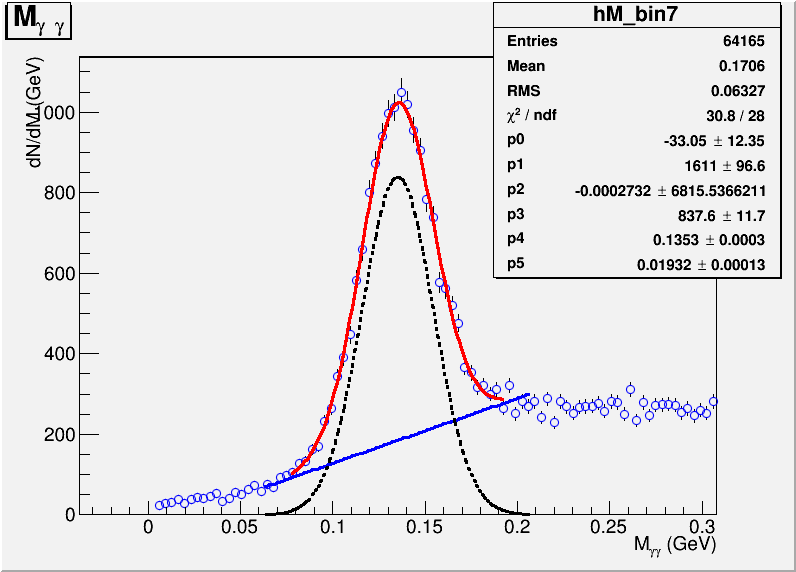 M_γ γ
hM_bin7
Entries 64165
Mean 0.1706
RMS 0.06327
χ² / ndf 30.8 / 28
p0 -33.05 ± 12.35
p1 1611 ± 96.6
p2 -0.0002732 ± 6815.5366211
p3 837.6 ± 11.7
p4 0.1353 ± 0.0003
p5 0.01932 ± 0.00013
dN/dM (GeV)
1000
800
600
400
200
0
0 0.05 0.1 0.15 0.2 0.25 0.3
M_γγ (GeV)